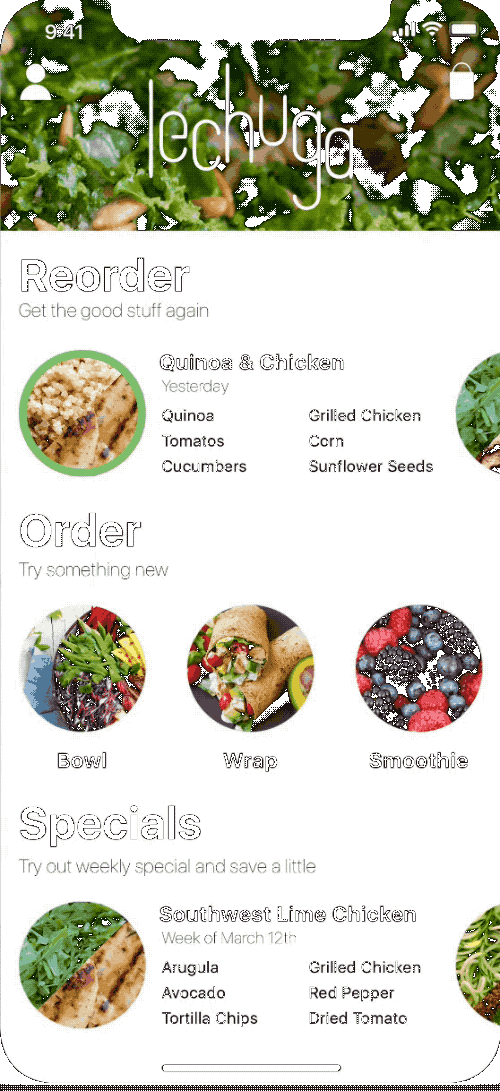 9:41
lechuga
Reorder
Get the good stuff again
Quinoa & Chicken
Yesterday
Quinoa Grilled Chicken
Tomatos Corn
Cucumbers Sunflower Seeds
Order
Try something new
Bowl Wrap Smoothie
Specials
Try out weekly special and save a little
Southwest Lime Chicken
Week of March 12th
Arugula Grilled Chicken
Avocado Red Pepper
Tortilla Chips Dried Tomato